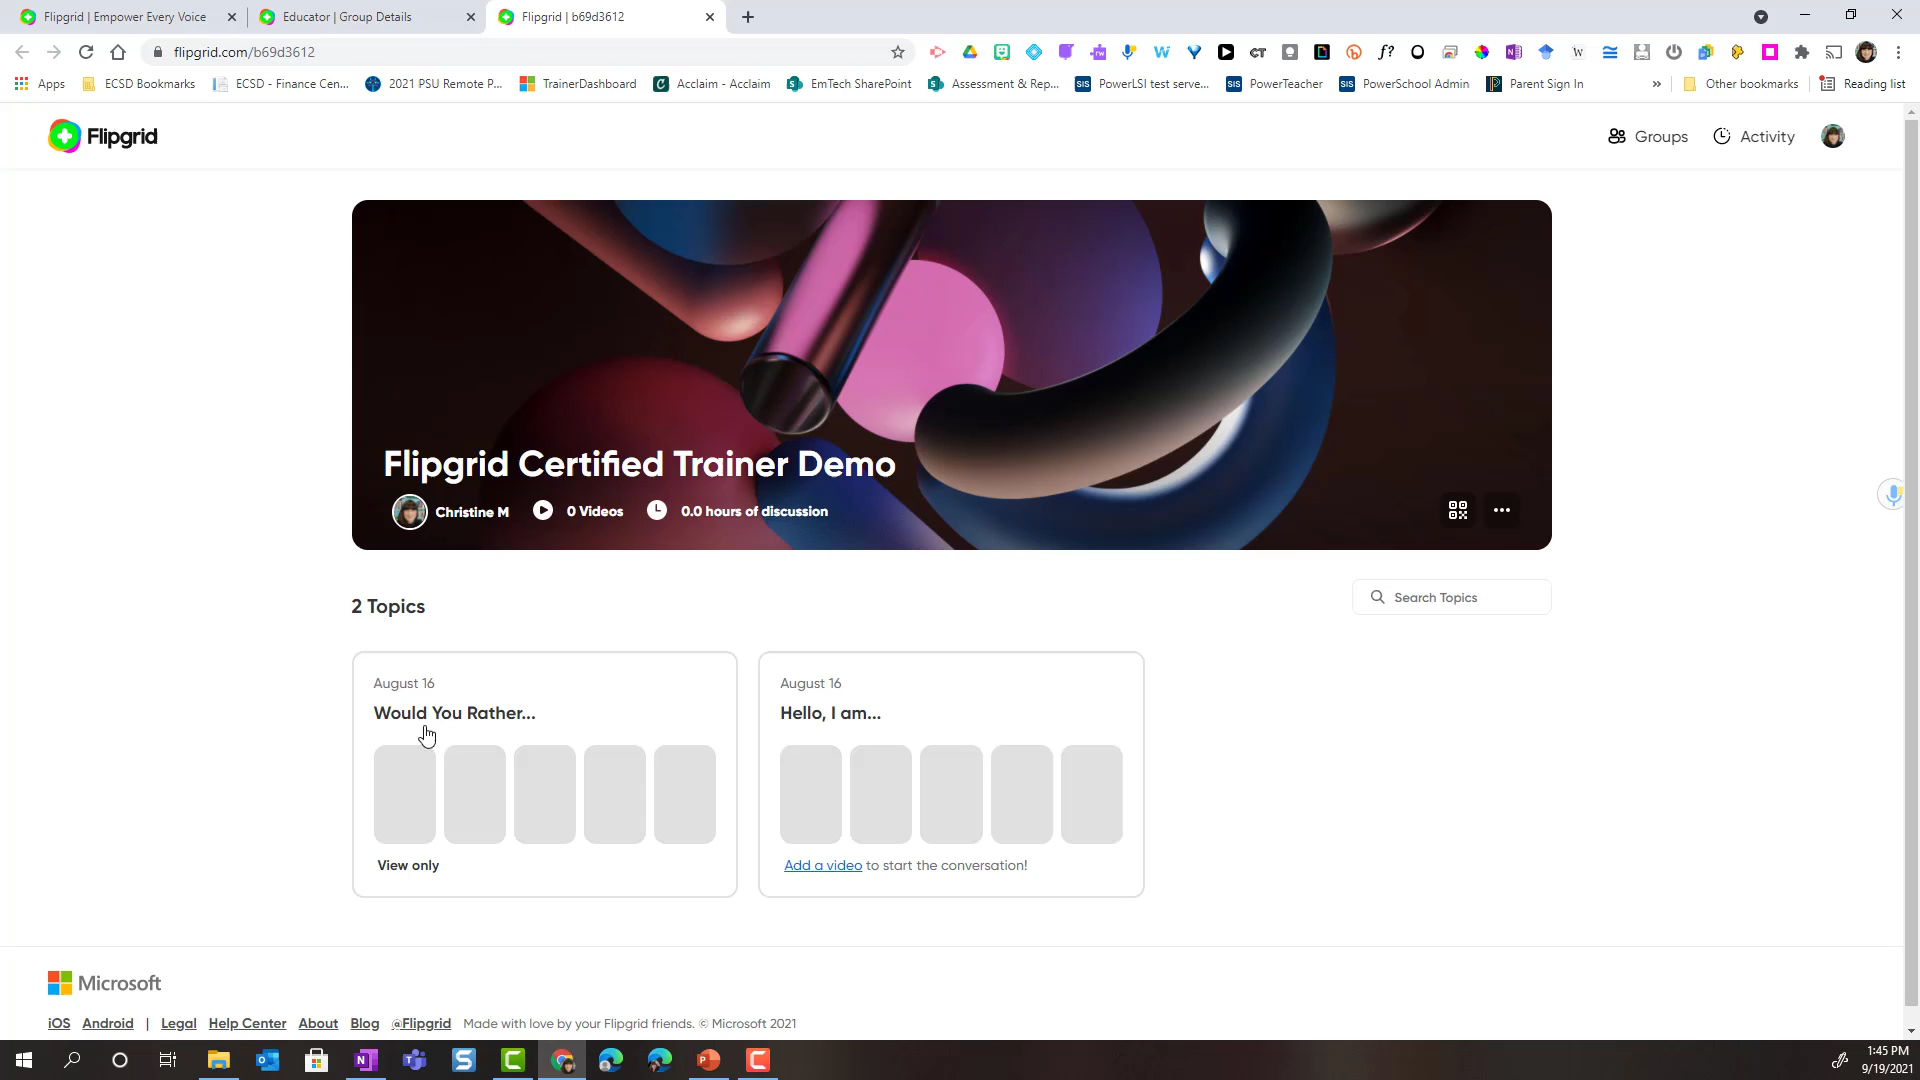 Flipgrid | Empower Every Voice
Educator | Group Details
Flipgrid | b69d3612
flipgrid.com/b69d3612
Apps
ECSD Bookmarks
ECSD - Finance Cen...
2021 PSU Remote P...
TrainerDashboard
Acclaim - Acclaim
EmTech SharePoint
Assessment & Rep...
PowerLSI test serve...
PowerTeacher
PowerSchool Admin
Parent Sign In
»
Other bookmarks
Reading list
Flipgrid
Groups
Activity
Flipgrid Certified Trainer Demo
Christine M
0 Videos
0.0 hours of discussion
2 Topics
Search Topics
August 16
Would You Rather...
View only
August 16
Hello, I am...
Add a video to start the conversation!
Microsoft
iOS Android | Legal Help Center About Blog @Flipgrid Made with love by your Flipgrid friends. © Microsoft 2021
1:45 PM
9/19/2021